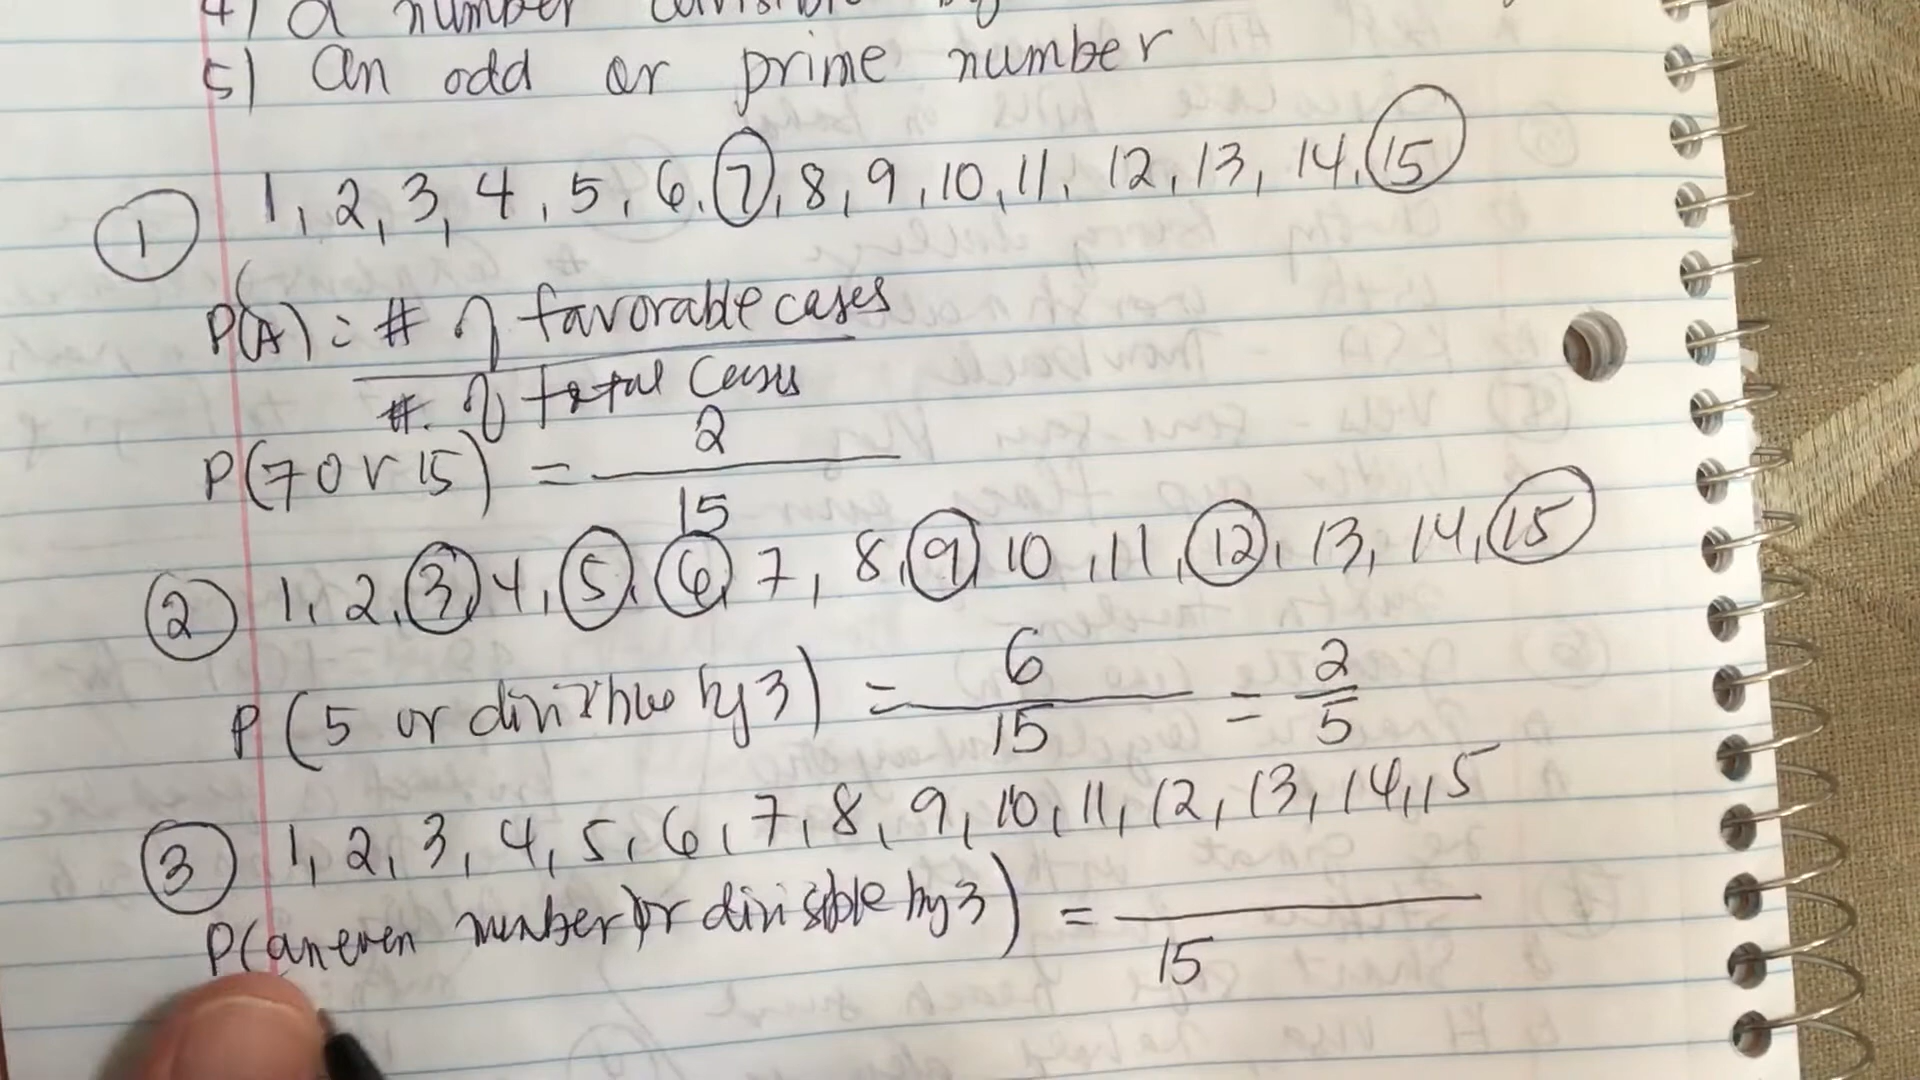 4) a number divisible by
5) an odd or prime number
① 1, 2, 3, 4, 5, 6, 7, 8, 9, 10, 11, 12, 13, 14, 15
P(A) = # of favorable cases
# of total cases
P(7 or 15) = 2
15
② 1, 2, 3, 4, 5, 6, 7, 8, 9, 10, 11, 12, 13, 14, 15
P(5 or divisible by 3) = 6/15 = 2/5
③ 1, 2, 3, 4, 5, 6, 7, 8, 9, 10, 11, 12, 13, 14, 15
P(an even number or divisible by 3) =
15